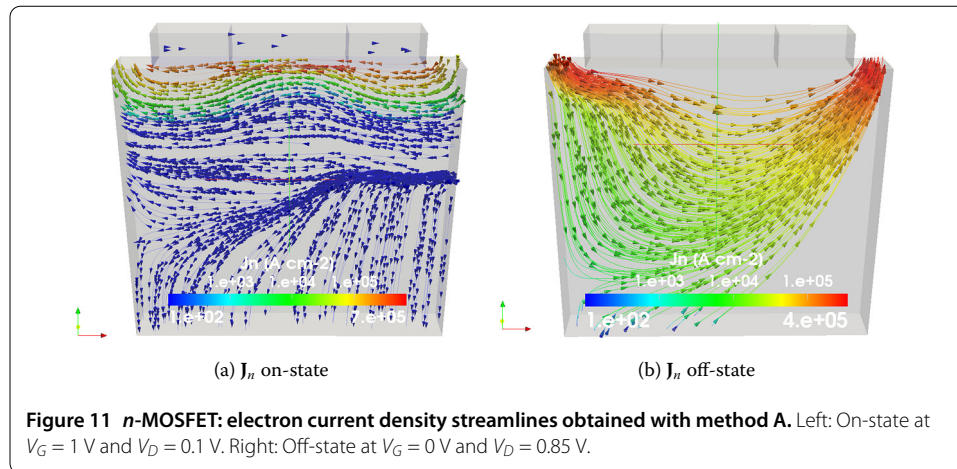 Jn (A cm-2)
1.e+03 1.e+04 1.e+05
1.e+02 7.e+05
Jn (A cm-2)
1.e+03 1.e+04 1.e+05
1.e+02 4.e+05
(a) Jn on-state
(b) Jn off-state
Figure 11 n-MOSFET: electron current density streamlines obtained with method A. Left: On-state at
VG = 1 V and VD = 0.1 V. Right: Off-state at VG = 0 V and VD = 0.85 V.